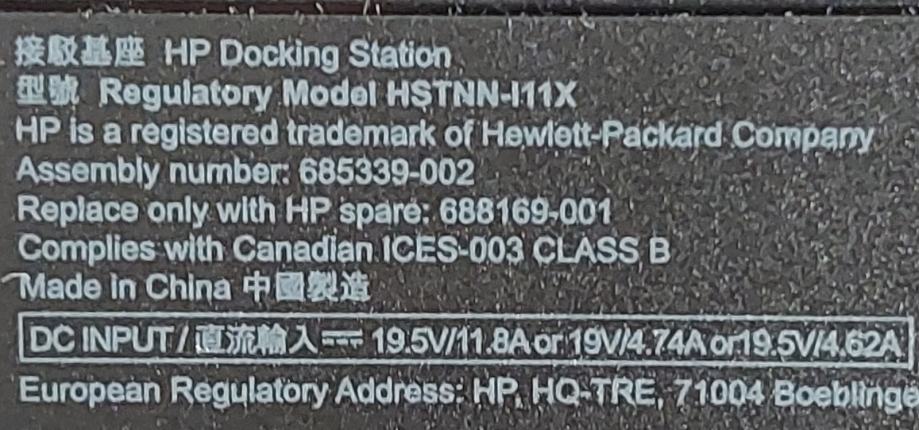 接駁基座 HP Docking Station
型號 Regulatory Model HSTNN-I11X
HP is a registered trademark of Hewlett-Packard Company
Assembly number: 685339-002
Replace only with HP spare: 688169-001
Complies with Canadian ICES-003 CLASS B
Made in China 中國製造
DC INPUT / 直流輸入 ⎓ 19.5V/11.8A or 19V/4.74A or 19.5V/4.62A
European Regulatory Address: HP, HQ-TRE, 71004 Boeblinge